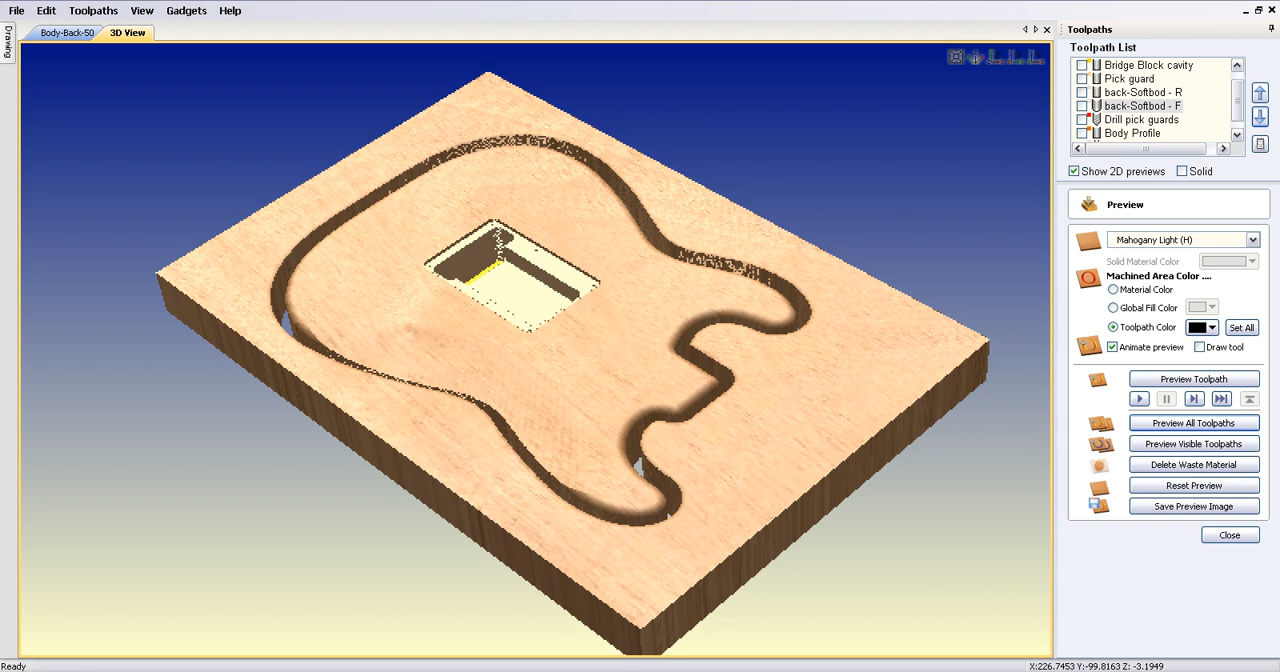 File Edit Toolpaths View Gadgets Help
Drawing
Body-Back-50 3D View
Toolpaths
Toolpath List
Bridge Block cavity
Pick guard
back-Softbod - R
back-Softbod - F
Drill pick guards
Body Profile
Show 2D previews Solid
Preview
Mahogany Light (H)
Solid Material Color
Machined Area Color ....
Material Color
Global Fill Color
Toolpath Color Set All
Animate preview Draw tool
Preview Toolpath
Preview All Toolpaths
Preview Visible Toolpaths
Delete Waste Material
Reset Preview
Save Preview Image
Close
Ready X:226.7453 Y:-99.8163 Z: -3.1949